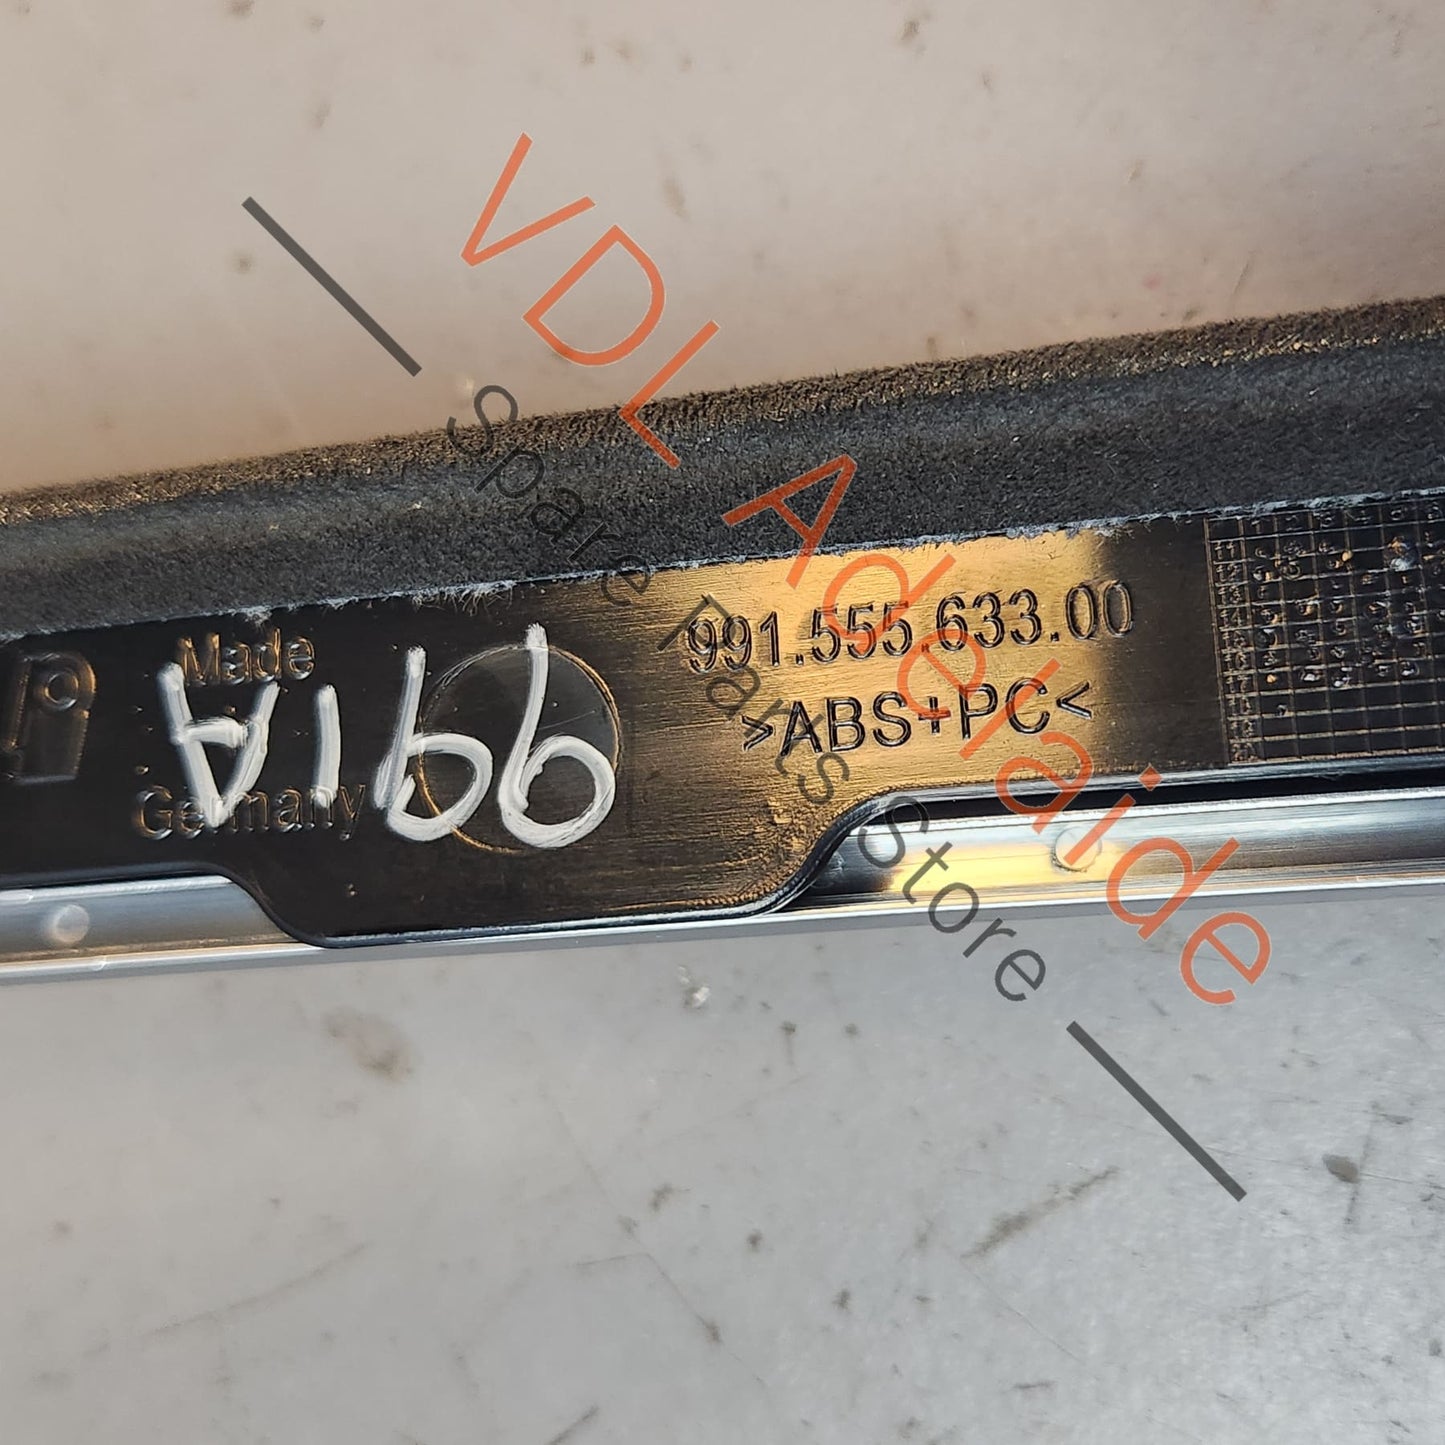 VDL Adelaide
Spare Parts Store
991.555.633.00
>ABS+PC<
Made
Germany
991A